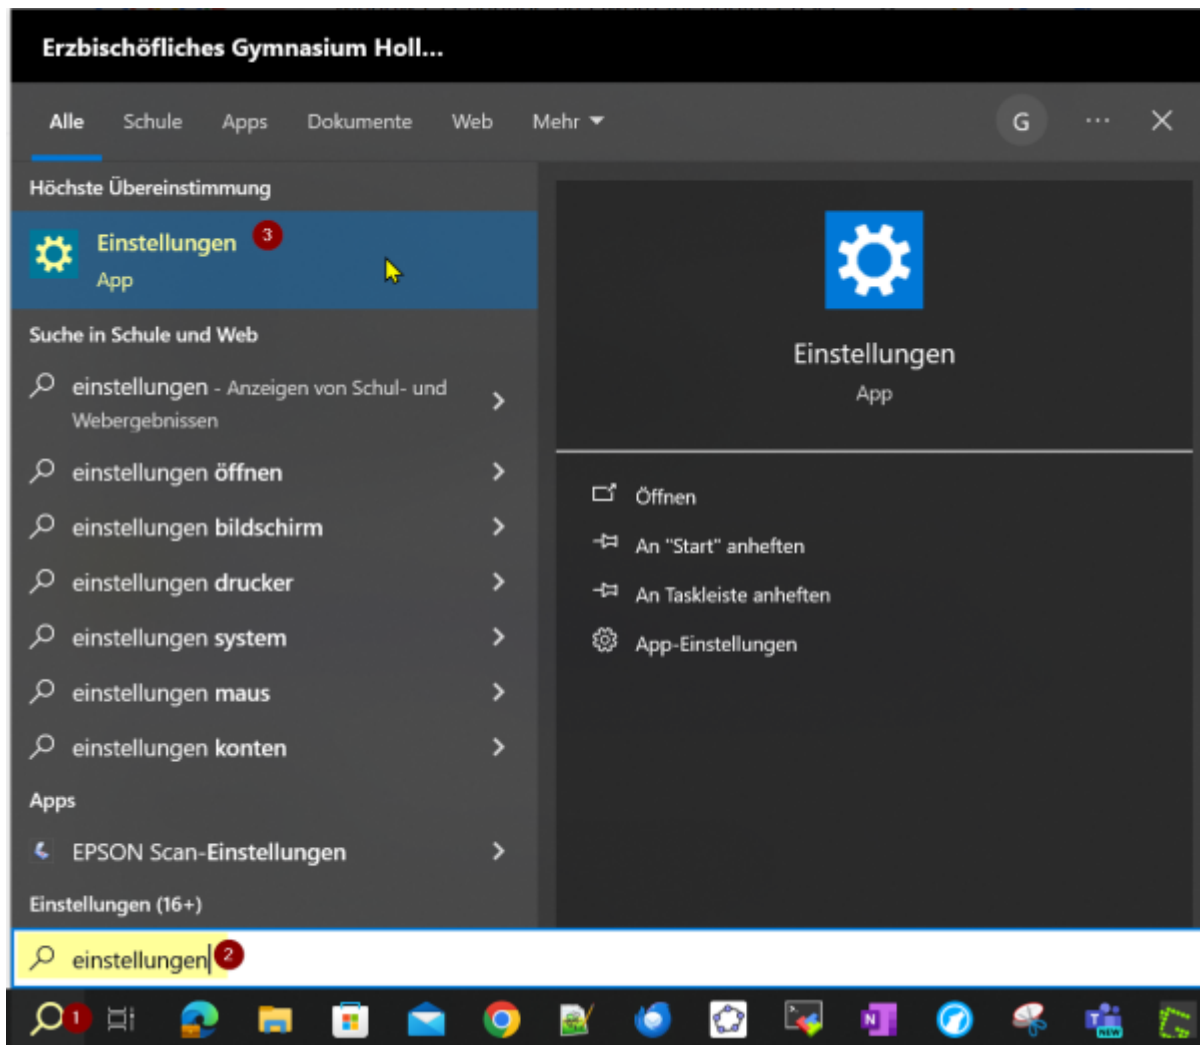 Erzbischöfliches Gymnasium Holl...
Alle Schule Apps Dokumente Web Mehr G ...
Höchste Übereinstimmung
Einstellungen 3
App
Suche in Schule und Web
einstellungen - Anzeigen von Schul- und
Webergebnissen
einstellungen öffnen
einstellungen bildschirm
einstellungen drucker
einstellungen system
einstellungen maus
einstellungen konten
Apps
EPSON Scan-Einstellungen
Einstellungen (16+)
Einstellungen
App
Öffnen
An "Start" anheften
An Taskleiste anheften
App-Einstellungen
einstellungen 2
1 N T NEW